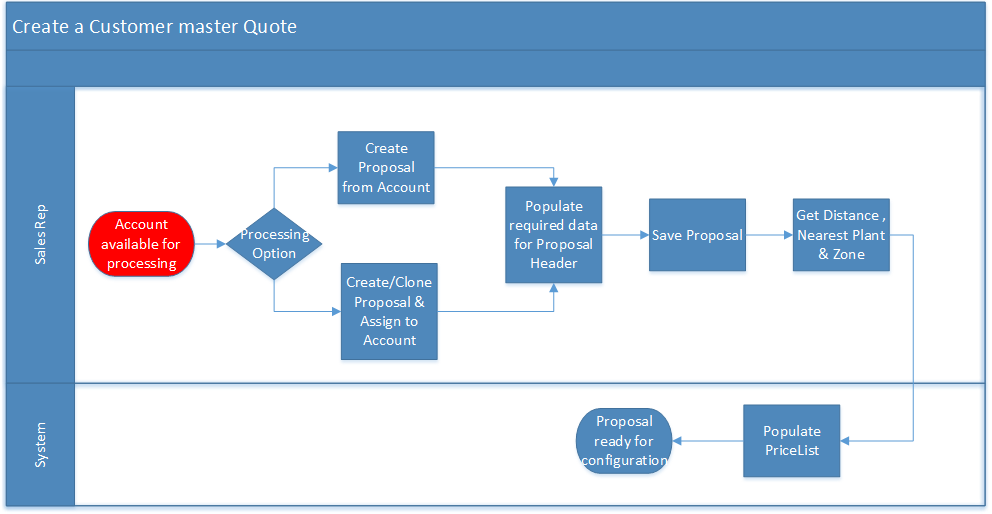 Create a Customer master Quote
Sales Rep
Account
available for
processing
Processing
Option
Create
Proposal
from Account
Create/Clone
Proposal &
Assign to
Account
Populate
required data
for Proposal
Header
Save Proposal
Get Distance ,
Nearest Plant
& Zone
System
Proposal
ready for
configuration
Populate
PriceList